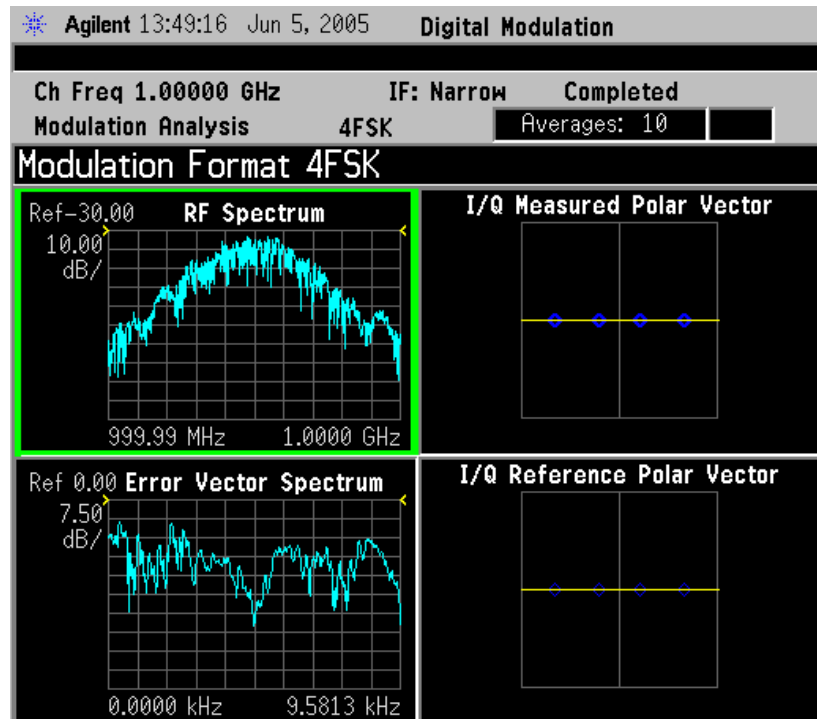 Agilent 13:49:16 Jun 5, 2005 Digital Modulation
Ch Freq 1.00000 GHz IF: Narrow Completed
Modulation Analysis 4FSK Averages: 10
Modulation Format 4FSK
Ref-30.00 RF Spectrum
10.00
dB/
999.99 MHz 1.0000 GHz
I/Q Measured Polar Vector
Ref 0.00 Error Vector Spectrum
7.50
dB/
0.0000 kHz 9.5813 kHz
I/Q Reference Polar Vector